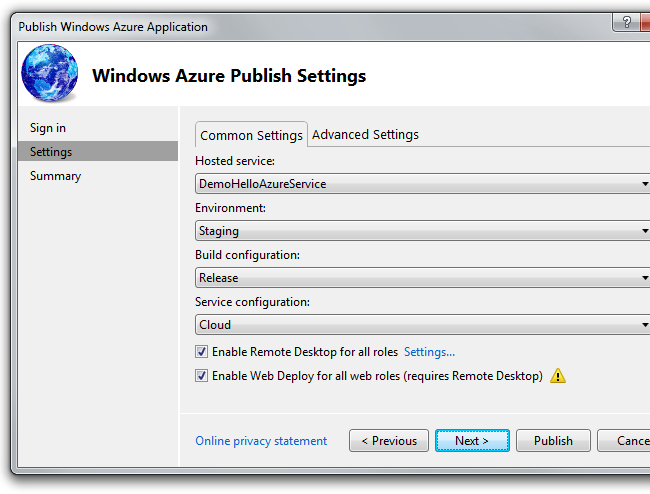 Publish Windows Azure Application
?
Windows Azure Publish Settings
Sign in
Settings
Summary
Common Settings
Advanced Settings
Hosted service:
DemoHelloAzureService
Environment:
Staging
Build configuration:
Release
Service configuration:
Cloud
Enable Remote Desktop for all roles Settings...
Enable Web Deploy for all web roles (requires Remote Desktop)
Online privacy statement
< Previous
Next >
Publish
Cance